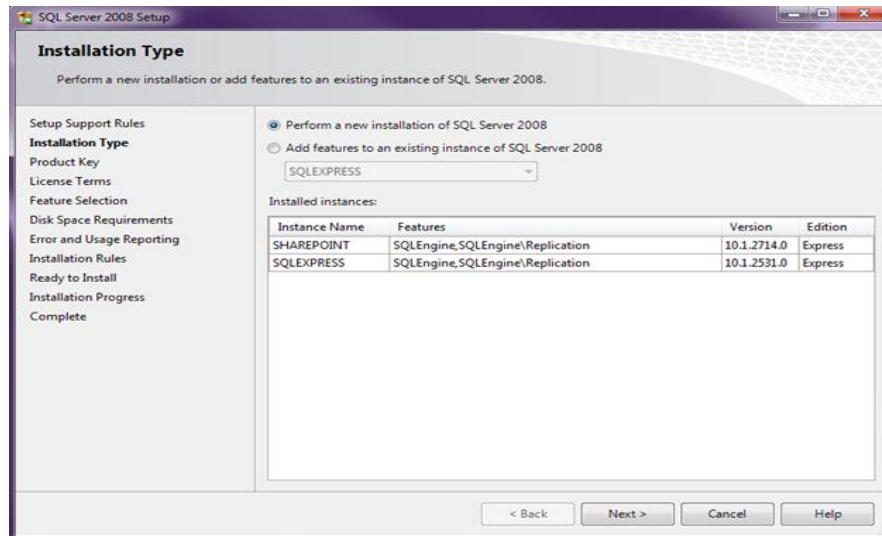 SQL Server 2008 Setup
Installation Type
Perform a new installation or add features to an existing instance of SQL Server 2008.
Setup Support Rules
Installation Type
Product Key
License Terms
Feature Selection
Disk Space Requirements
Error and Usage Reporting
Installation Rules
Ready to Install
Installation Progress
Complete
Perform a new installation of SQL Server 2008
Add features to an existing instance of SQL Server 2008
SQLEXPRESS
Installed instances:
Instance Name Features Version Edition
SHAREPOINT SQLEngine,SQLEngine\Replication 10.1.2714.0 Express
SQLEXPRESS SQLEngine,SQLEngine\Replication 10.1.2531.0 Express
< Back Next > Cancel Help